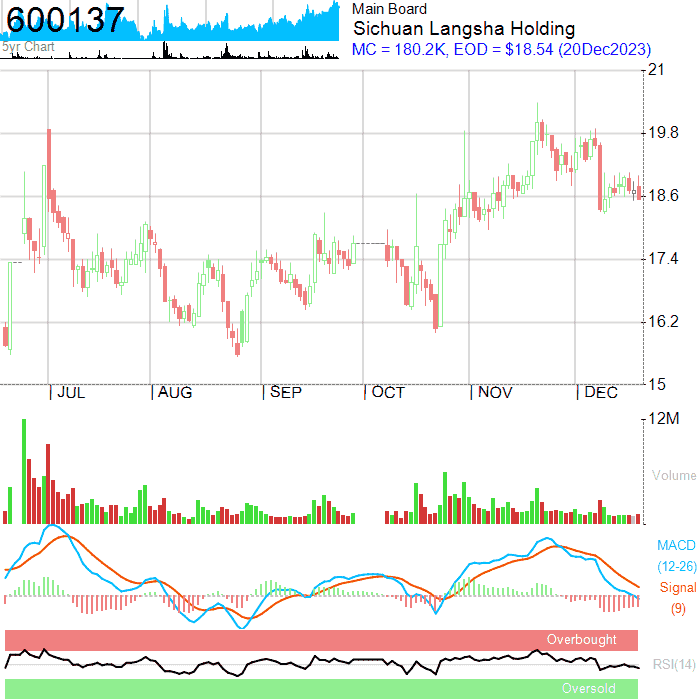 600137
5yr Chart
Main Board
Sichuan Langsha Holding
MC = 180.2K, EOD = $18.54 (20Dec2023)
21
19.8
18.6
17.4
16.2
15
JUL
AUG
SEP
OCT
NOV
DEC
12M
Volume
MACD
(12-26)
Signal
(9)
Overbought
RSI(14)
Oversold